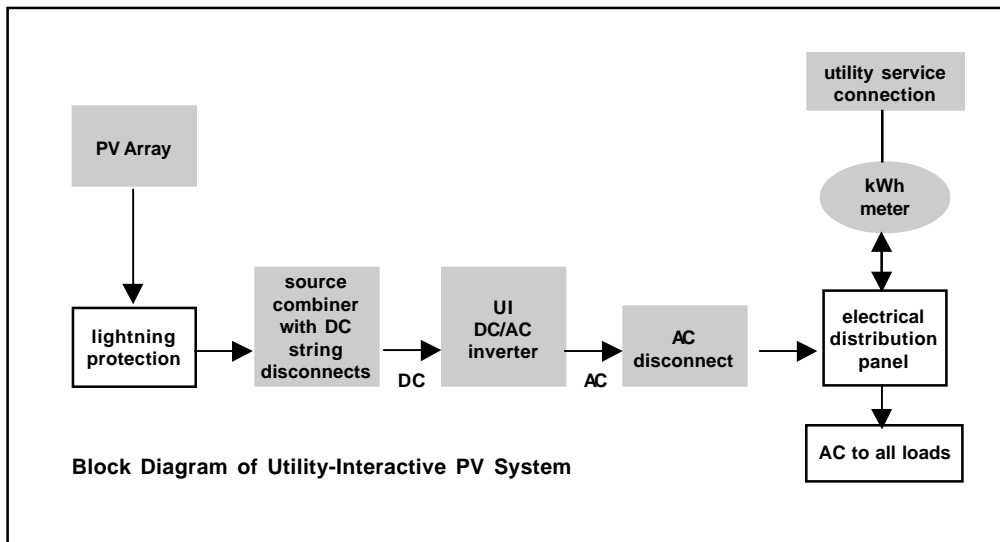 utility service
connection
PV Array
kWh
meter
lightning
protection
source
combiner
with DC
string
disconnects
DC
UI
DC/AC
inverter
AC
AC
disconnect
electrical
distribution
panel
AC to all loads
Block Diagram of Utility-Interactive PV System